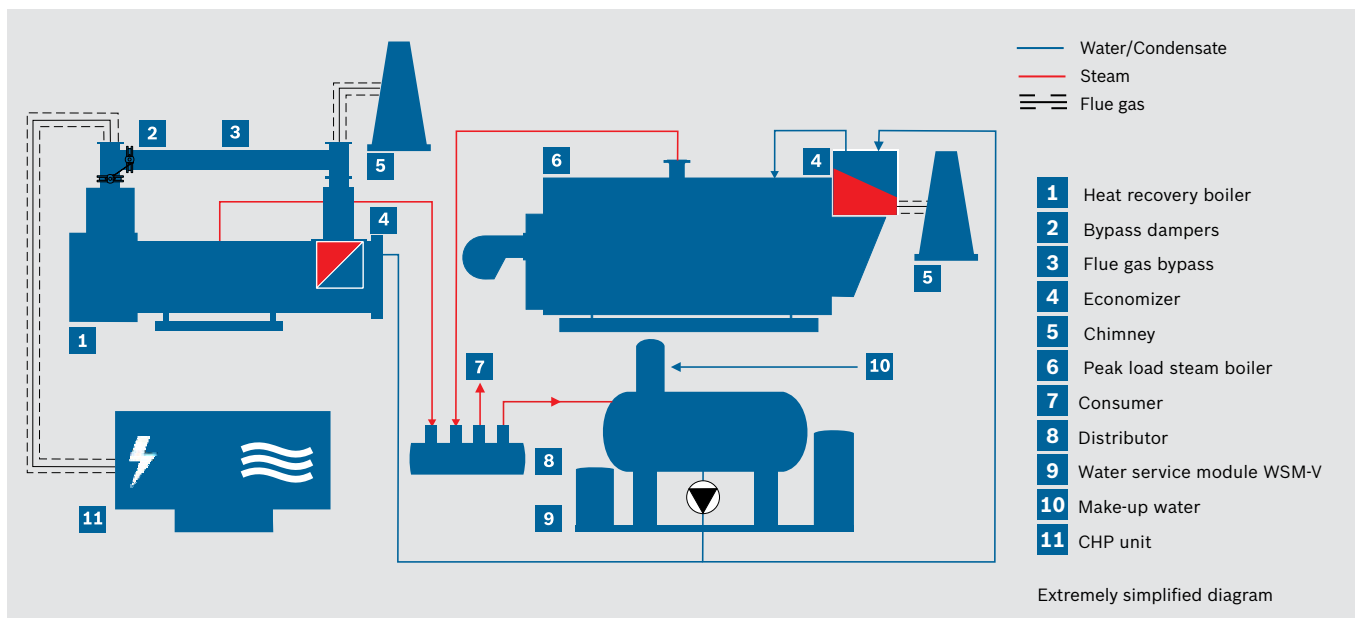 Water/Condensate
Steam
Flue gas
2
3
5
6
4
4
1
5
7
10
8
9
11
1 Heat recovery boiler
2 Bypass dampers
3 Flue gas bypass
4 Economizer
5 Chimney
6 Peak load steam boiler
7 Consumer
8 Distributor
9 Water service module WSM-V
10 Make-up water
11 CHP unit
Extremely simplified diagram